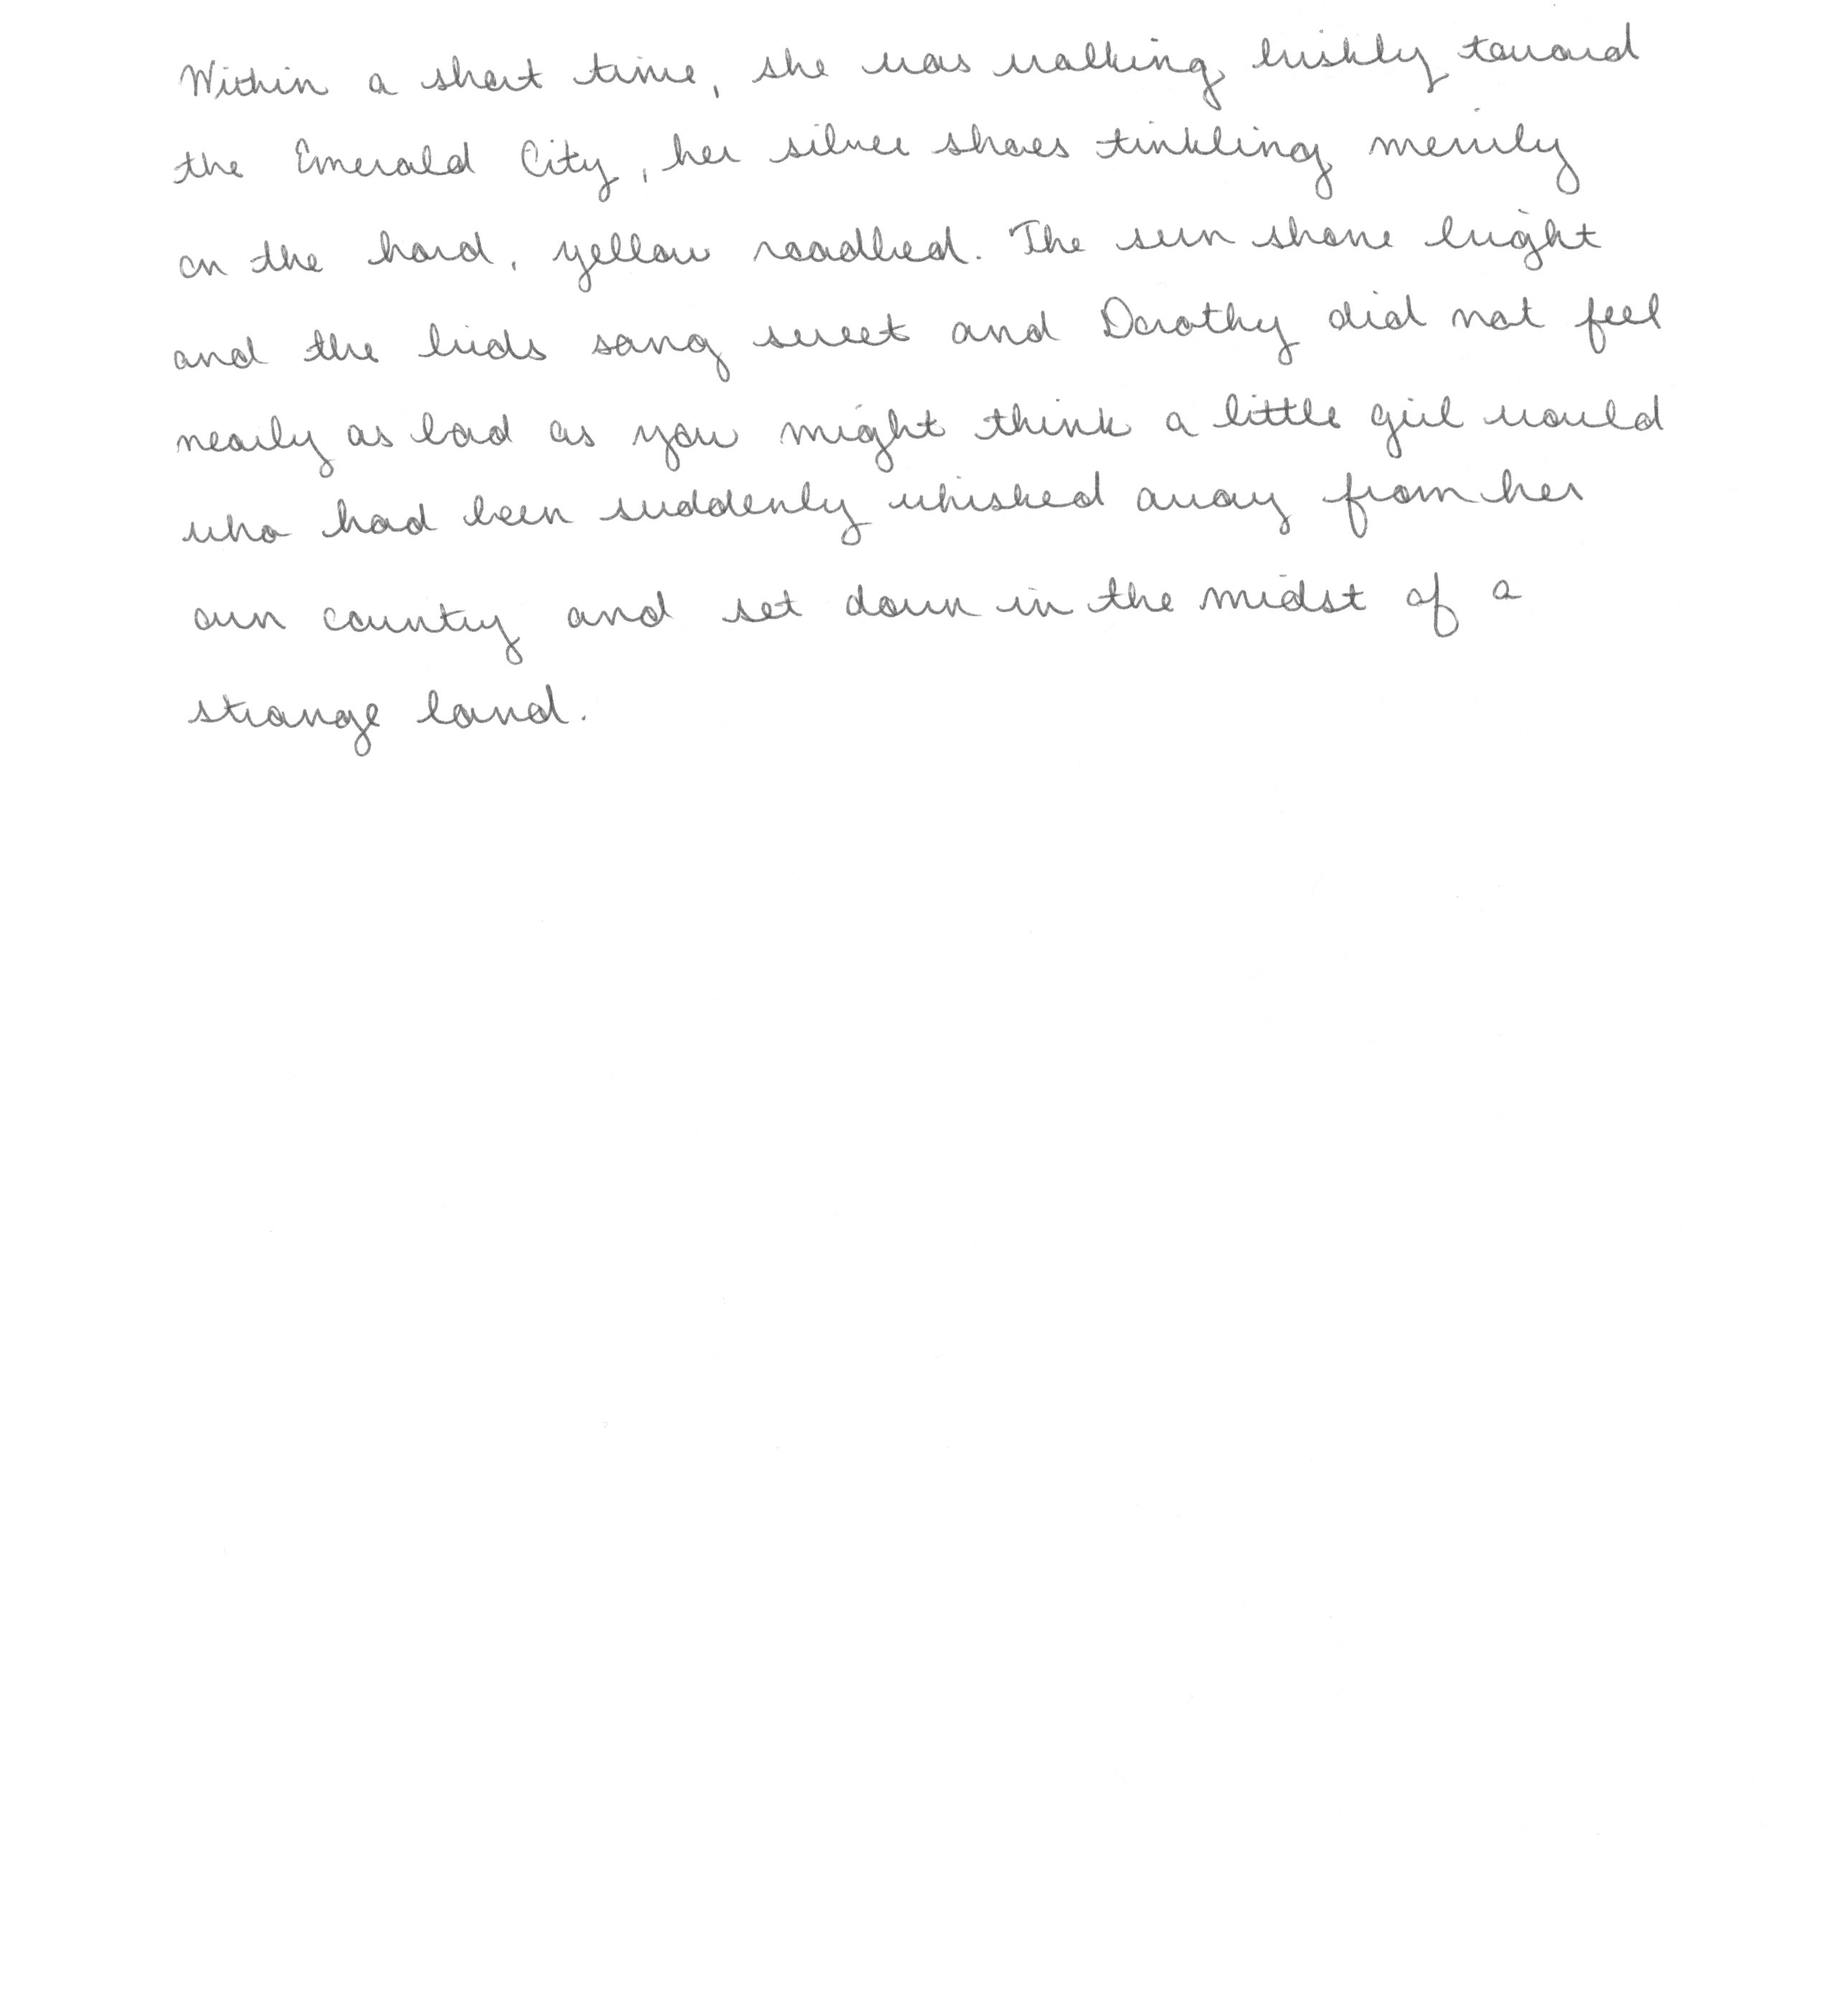 Within a short time, she was walking briskly toward
the Emerald City, her silver shoes tinkling merrily
on the hard, yellow roadbed. The sun shone bright
and the birds sang sweet and Dorothy did not feel
nearly as bad as you might think a little girl would
who had been suddenly whisked away from her
own country and set down in the midst of a
strange land.